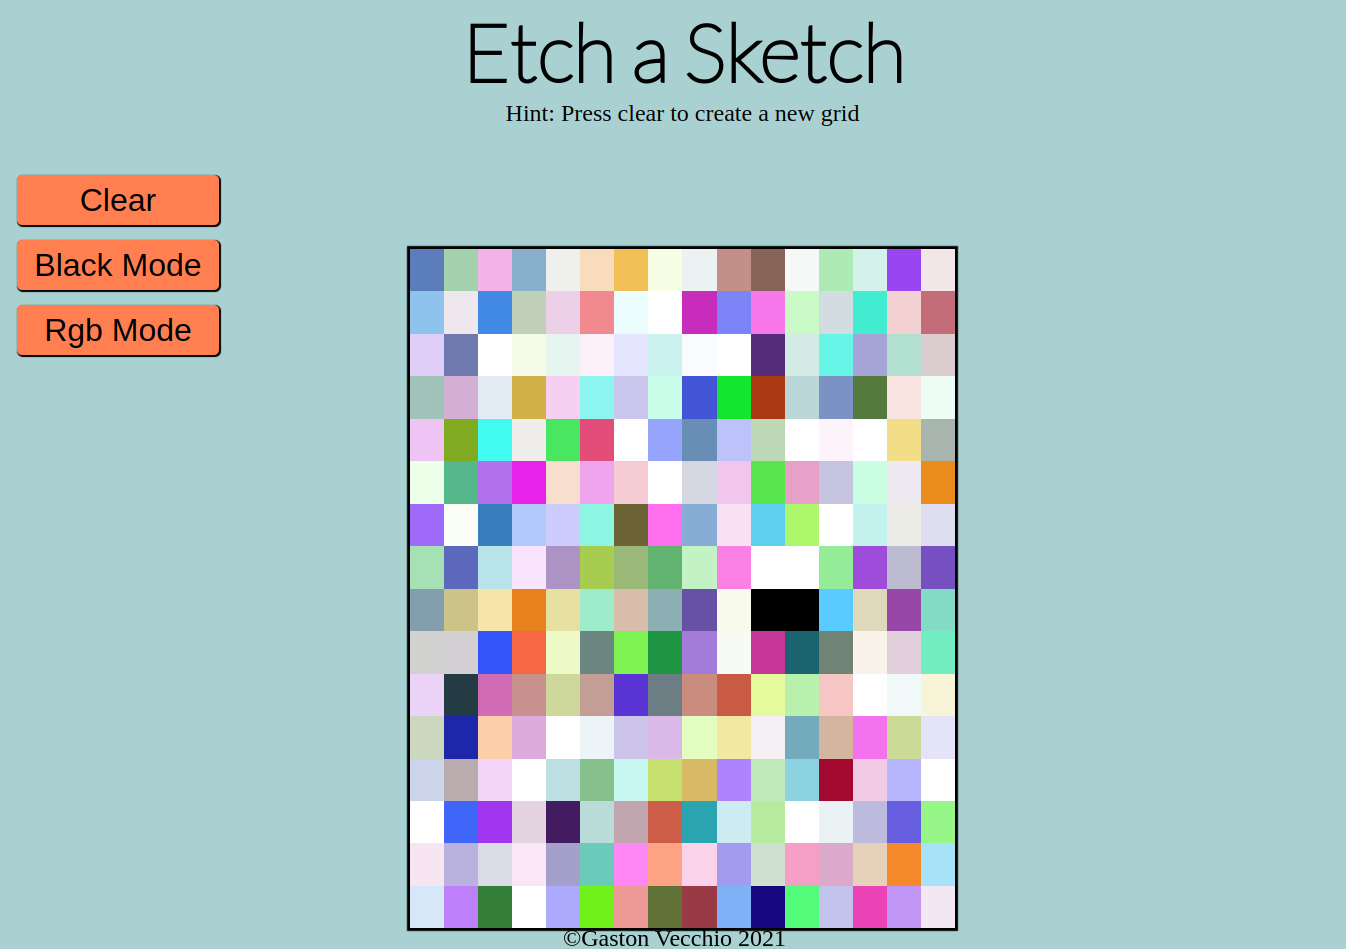 Etch a Sketch
Hint: Press clear to create a new grid
Clear
Black Mode
Rgb Mode
©Gaston Vecchio 2021